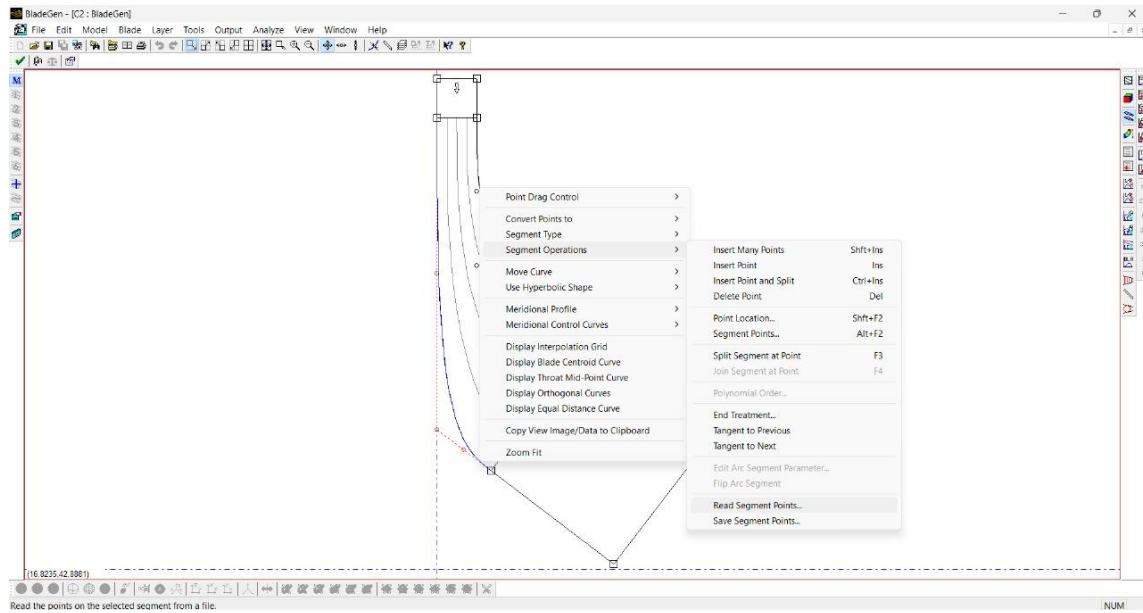 BladeGen - [C2 : BladeGen]
File Edit Model Blade Layer Tools Output Analyze View Window Help
M
Point Drag Control
Convert Points to
Segment Type
Segment Operations
Move Curve
Use Hyperbolic Shape
Meridional Profile
Meridional Control Curves
Display Interpolation Grid
Display Blade Centroid Curve
Display Throat Mid-Point Curve
Display Orthogonal Curves
Display Equal Distance Curve
Copy View Image/Data to Clipboard
Zoom Fit
Insert Many Points Shft+Ins
Insert Point Ins
Insert Point and Split Ctrl+Ins
Delete Point Del
Point Location... Shft+F2
Segment Points... Alt+F2
Split Segment at Point F3
Join Segment at Point F4
Polynomial Order...
End Treatment...
Tangent to Previous
Tangent to Next
Edit Arc Segment Parameter...
Flip Arc Segment
Read Segment Points...
Save Segment Points...
(16.8235,42.8881)
Read the points on the selected segment from a file.
NUM